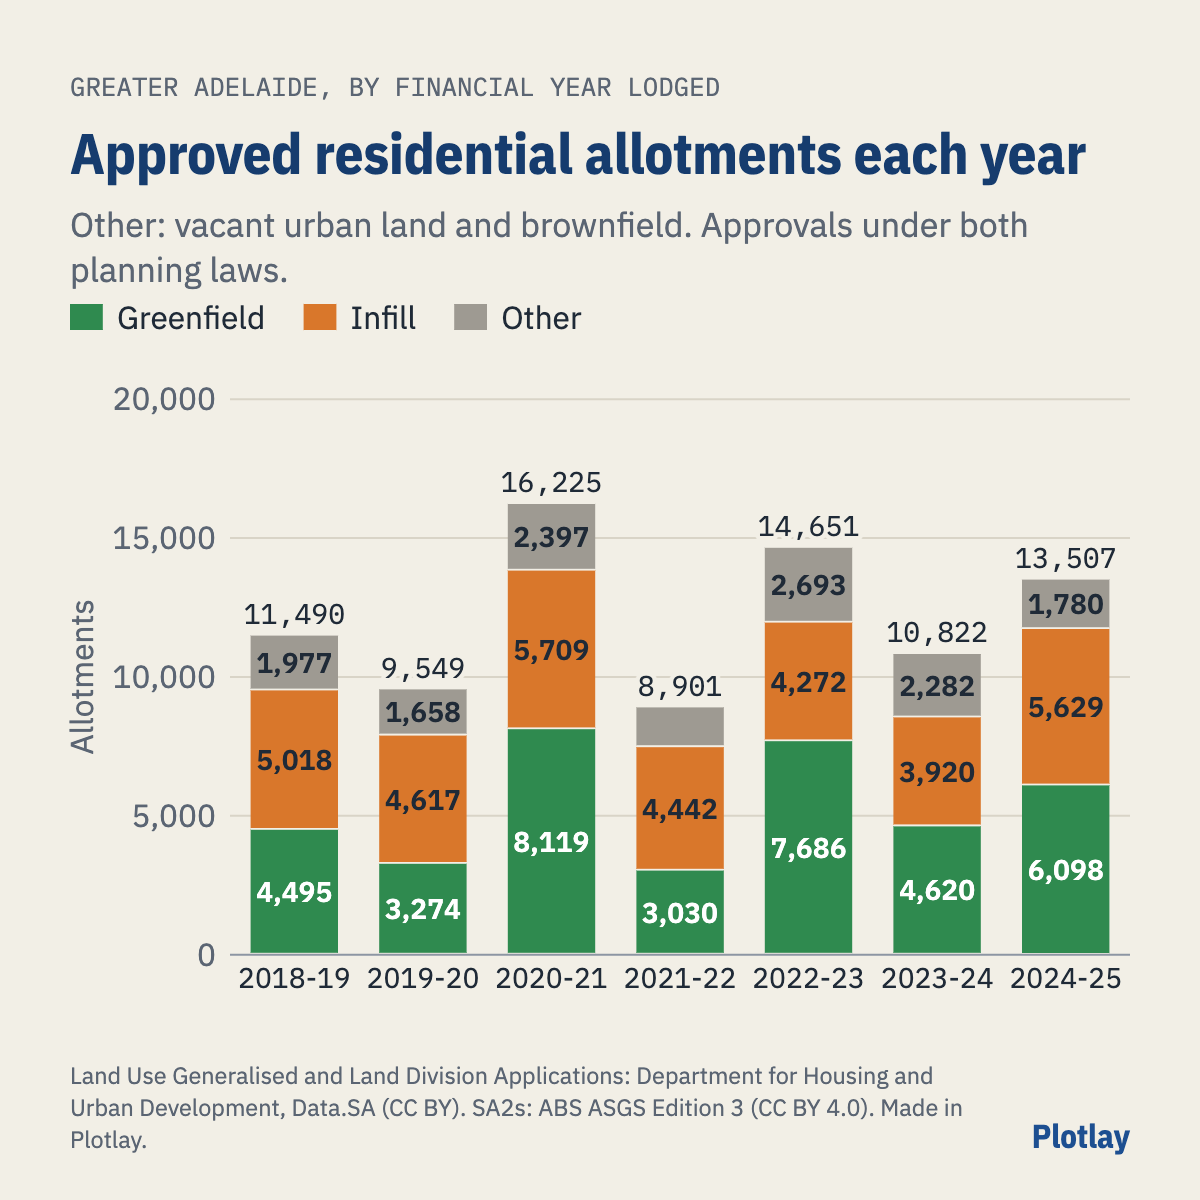 GREATER ADELAIDE, BY FINANCIAL YEAR LODGED
Approved residential allotments each year
Other: vacant urban land and brownfield. Approvals under both
planning laws.
Greenfield Infill Other
20,000
15,000
10,000
5,000
0
Allotments
11,490
1,977
5,018
4,495
9,549
1,658
4,617
3,274
16,225
2,397
5,709
8,119
8,901
4,442
3,030
14,651
2,693
4,272
7,686
10,822
2,282
3,920
4,620
13,507
1,780
5,629
6,098
2018-19 2019-20 2020-21 2021-22 2022-23 2023-24 2024-25
Land Use Generalised and Land Division Applications: Department for Housing and
Urban Development, Data.SA (CC BY). SA2s: ABS ASGS Edition 3 (CC BY 4.0). Made in
Plotlay.
Plotlay